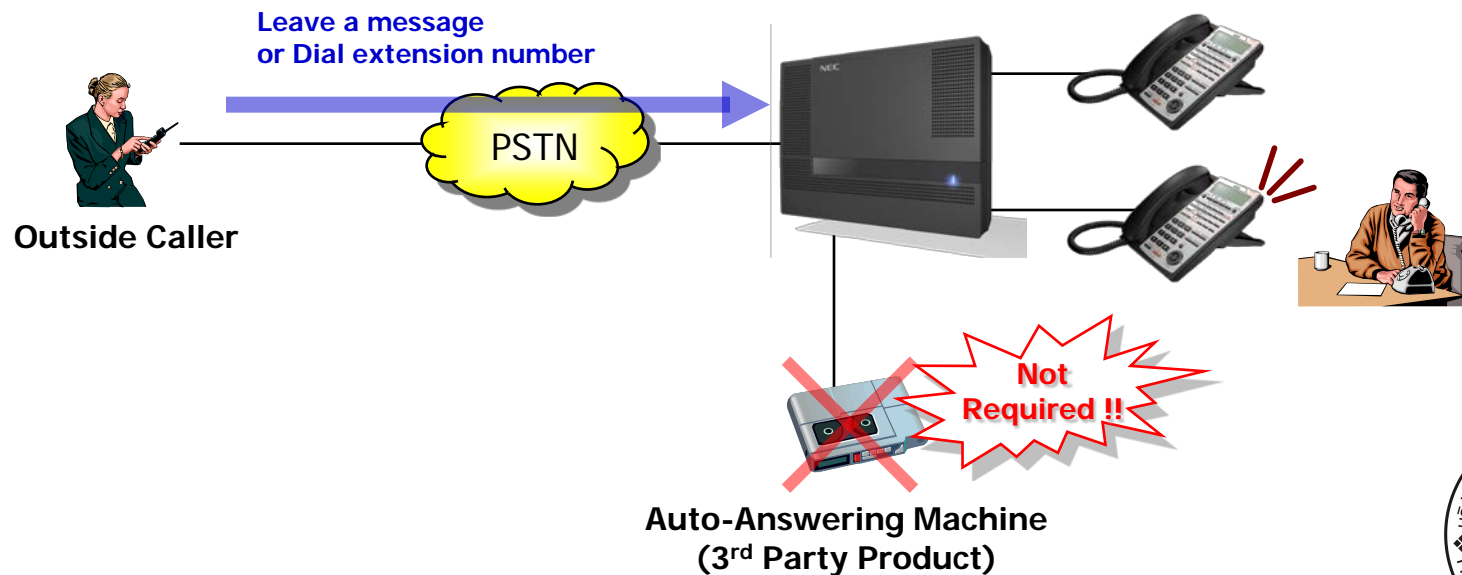 Leave a message
or Dial extension number
NEC
PSTN
Outside Caller
Not
Required !!
Auto-Answering Machine
(3rd Party Product)